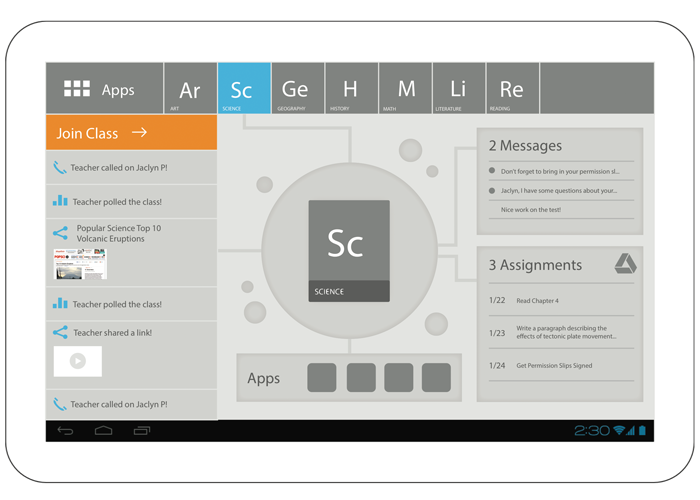 Apps
Ar
ART
Sc
SCIENCE
Ge
GEOGRAPHY
H
HISTORY
M
MATH
Li
LITERATURE
Re
READING
Join Class
Teacher called on Jaclyn P!
Teacher polled the class!
Popular Science Top 10
Volcanic Eruptions
Teacher polled the class!
Teacher shared a link!
Teacher called on Jaclyn P!
Sc
SCIENCE
Apps
2 Messages
Don't forget to bring in your permission sl...
Jaclyn, I have some questions about your...
Nice work on the test!
3 Assignments
1/22 Read Chapter 4
1/23 Write a paragraph describing the
effects of tectonic plate movement...
1/24 Get Permission Slips Signed
2:30